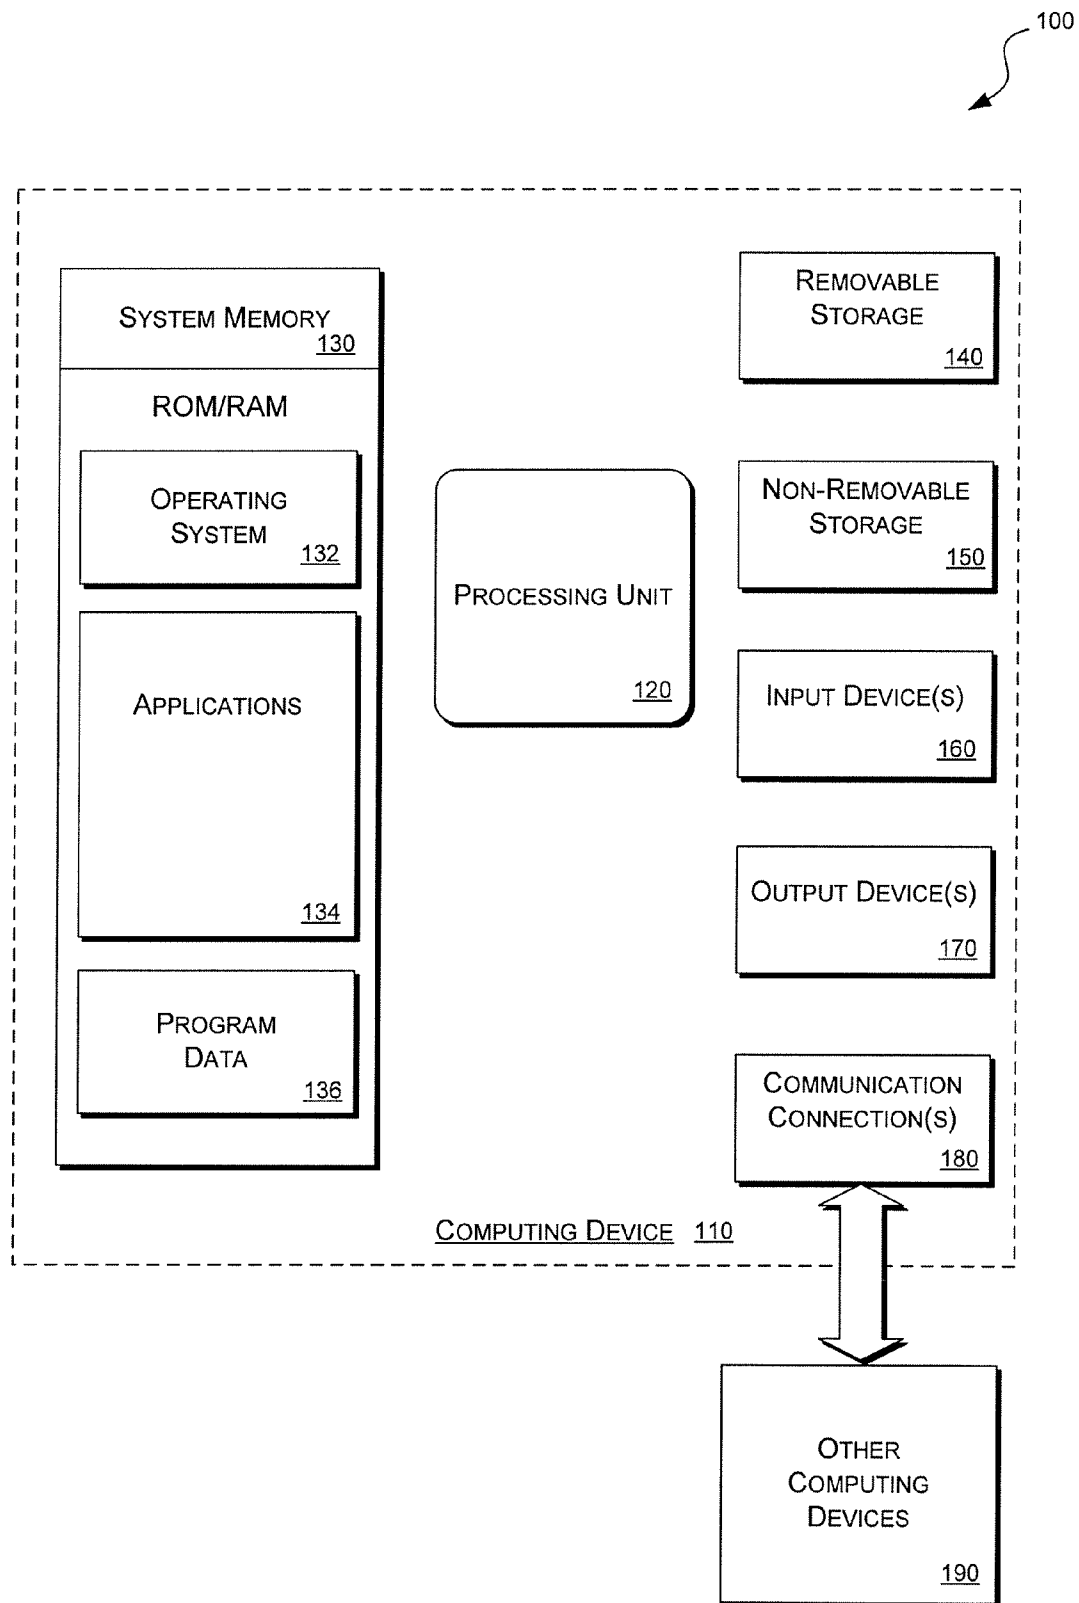 100
SYSTEM MEMORY
130
ROM/RAM
OPERATING
SYSTEM
132
APPLICATIONS
134
PROGRAM
DATA
136
PROCESSING UNIT
120
REMOVABLE
STORAGE
140
NON-REMOVABLE
STORAGE
150
INPUT DEVICE(S)
160
OUTPUT DEVICE(S)
170
COMMUNICATION
CONNECTION(S)
180
COMPUTING DEVICE 110
OTHER
COMPUTING
DEVICES
190